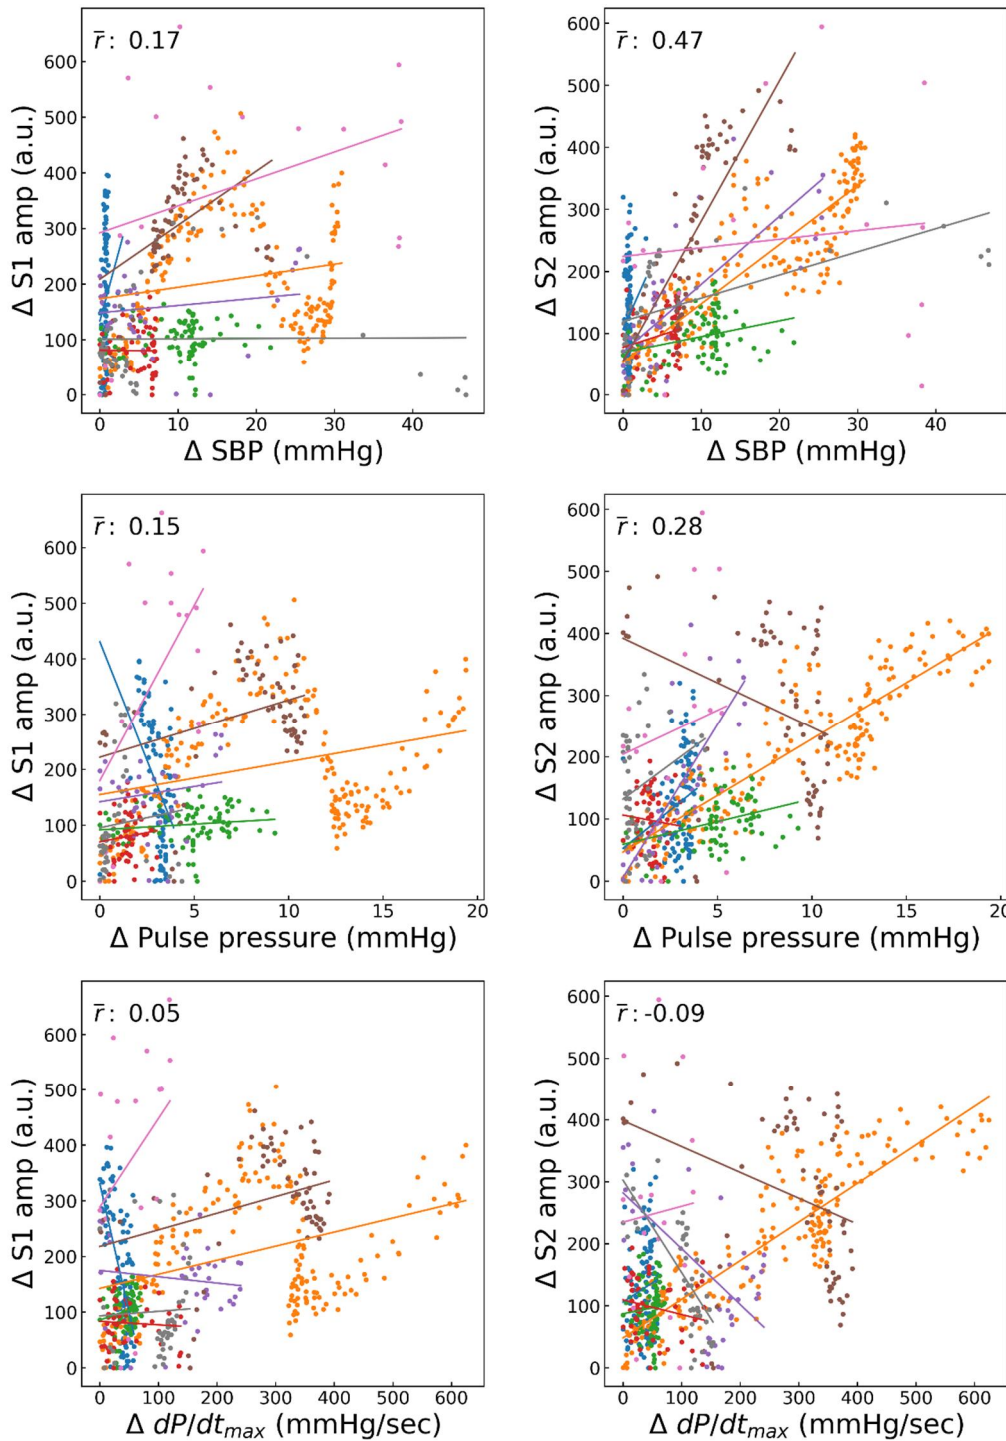 r̅ : 0.17
Δ S1 amp (a.u.)
600
500
400
300
200
100
0
0 10 20 30 40
Δ SBP (mmHg)
r̅ : 0.47
Δ S2 amp (a.u.)
600
500
400
300
200
100
0
0 10 20 30 40
Δ SBP (mmHg)
r̅ : 0.15
Δ S1 amp (a.u.)
600
500
400
300
200
100
0
0 5 10 15 20
Δ Pulse pressure (mmHg)
r̅ : 0.28
Δ S2 amp (a.u.)
600
500
400
300
200
100
0
0 5 10 15 20
Δ Pulse pressure (mmHg)
r̅ : 0.05
Δ S1 amp (a.u.)
600
500
400
300
200
100
0
0 100 200 300 400 500 600
Δ dP/dtmax (mmHg/sec)
r̅ : -0.09
Δ S2 amp (a.u.)
600
500
400
300
200
100
0
0 100 200 300 400 500 600
Δ dP/dtmax (mmHg/sec)